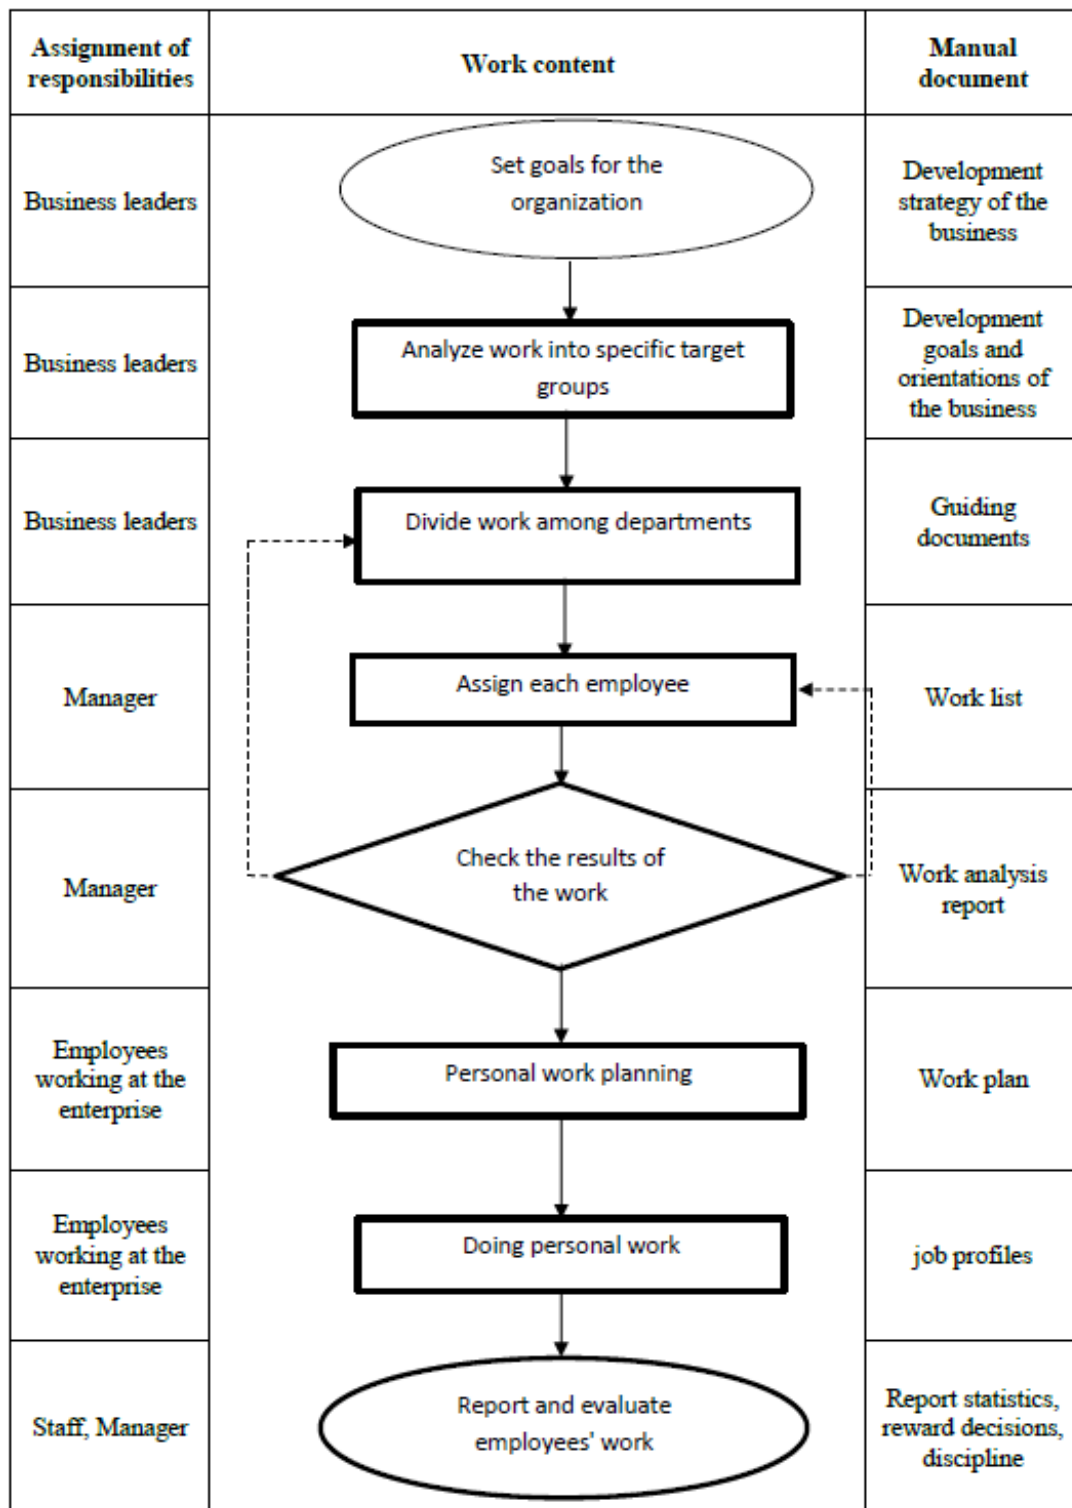 Assignment of
responsibilities
Work content
Manual
document
Business leaders
Set goals for the
organization
Development
strategy of the
business
Business leaders
Analyze work into specific target
groups
Development
goals and
orientations of
the business
Business leaders
Divide work among departments
Guiding
documents
Manager
Assign each employee
Work list
Manager
Check the results of
the work
Work analysis
report
Employees
working at the
enterprise
Personal work planning
Work plan
Employees
working at the
enterprise
Doing personal work
job profiles
Staff, Manager
Report and evaluate
employees' work
Report statistics,
reward decisions,
discipline